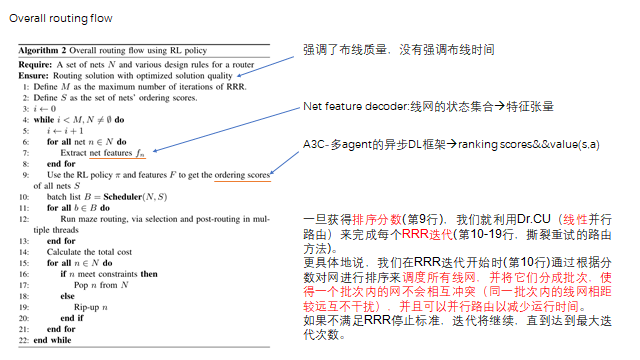 Overall routing flow
Algorithm 2 Overall routing flow using RL policy
Require: A set of nets N and various design rules for a router
Ensure: Routing solution with optimized solution quality
1: Define M as the maximum number of iterations of RRR.
2: Define S as the set of nets' ordering scores.
3: i ← 0
4: while i < M, N ≠ ∅ do
5: i ← i + 1
6: for all net n ∈ N do
7: Extract net features fn
8: end for
9: Use the RL policy π and features F to get the ordering scores
of all nets S
10: batch list B = Scheduler(N, S)
11: for all b ∈ B do
12: Run maze routing, via selection and post-routing in mul-
tiple threads
13: end for
14: Calculate the total cost
15: for all n ∈ N do
16: if n meet constraints then
17: Pop n from N
18: else
19: Rip-up n
20: end if
21: end for
22: end while
强调了布线质量，没有强调布线时间
Net feature decoder:线网的状态集合→特征张量
A3C-多agent的异步DL框架→ranking scores&&value(s,a)
一旦获得排序分数(第9行)，我们就利用Dr.CU（线性并行
路由）来完成每个RRR迭代(第10-19行，撕裂重试的路由
方法)。
更具体地说，我们在RRR迭代开始时(第10行)通过根据分
数对网进行排序来调度所有线网，并将它们分成批次，使
得一个批次内的网不会相互冲突（同一批次内的线网相距
较远互不干扰），并且可以并行路由以减少运行时间。
如果不满足RRR停止标准，迭代将继续，直到达到最大迭
代次数。